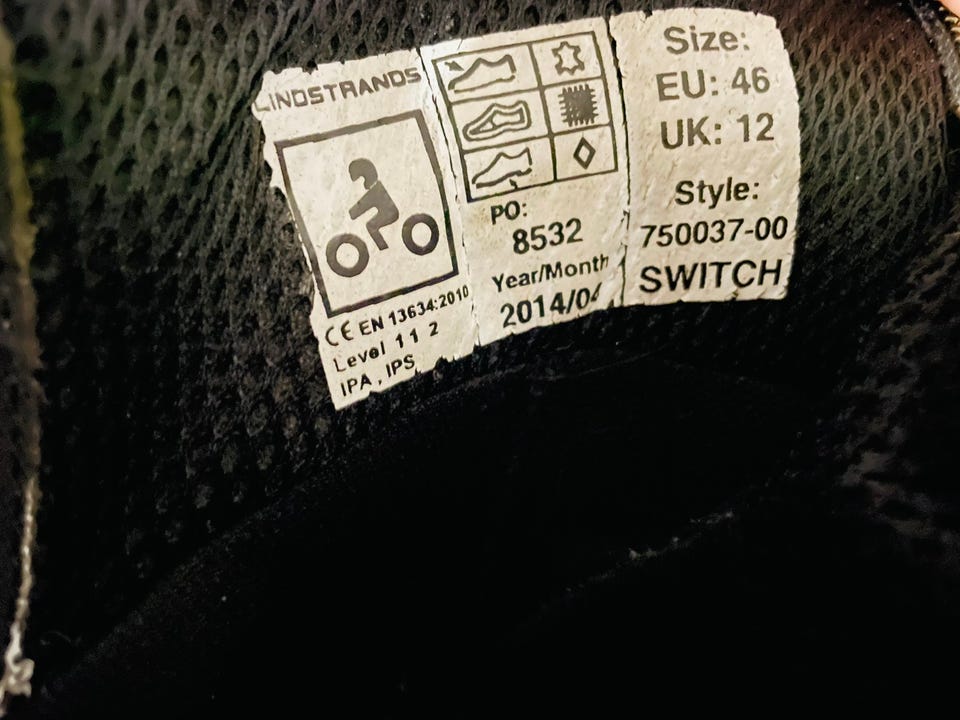 LINDSTRANDS
CE EN 13634:2010
Level 1 1 2
IPA, IPS
PO:
8532
Year/Month
2014/04
Size:
EU: 46
UK: 12
Style:
750037-00
SWITCH